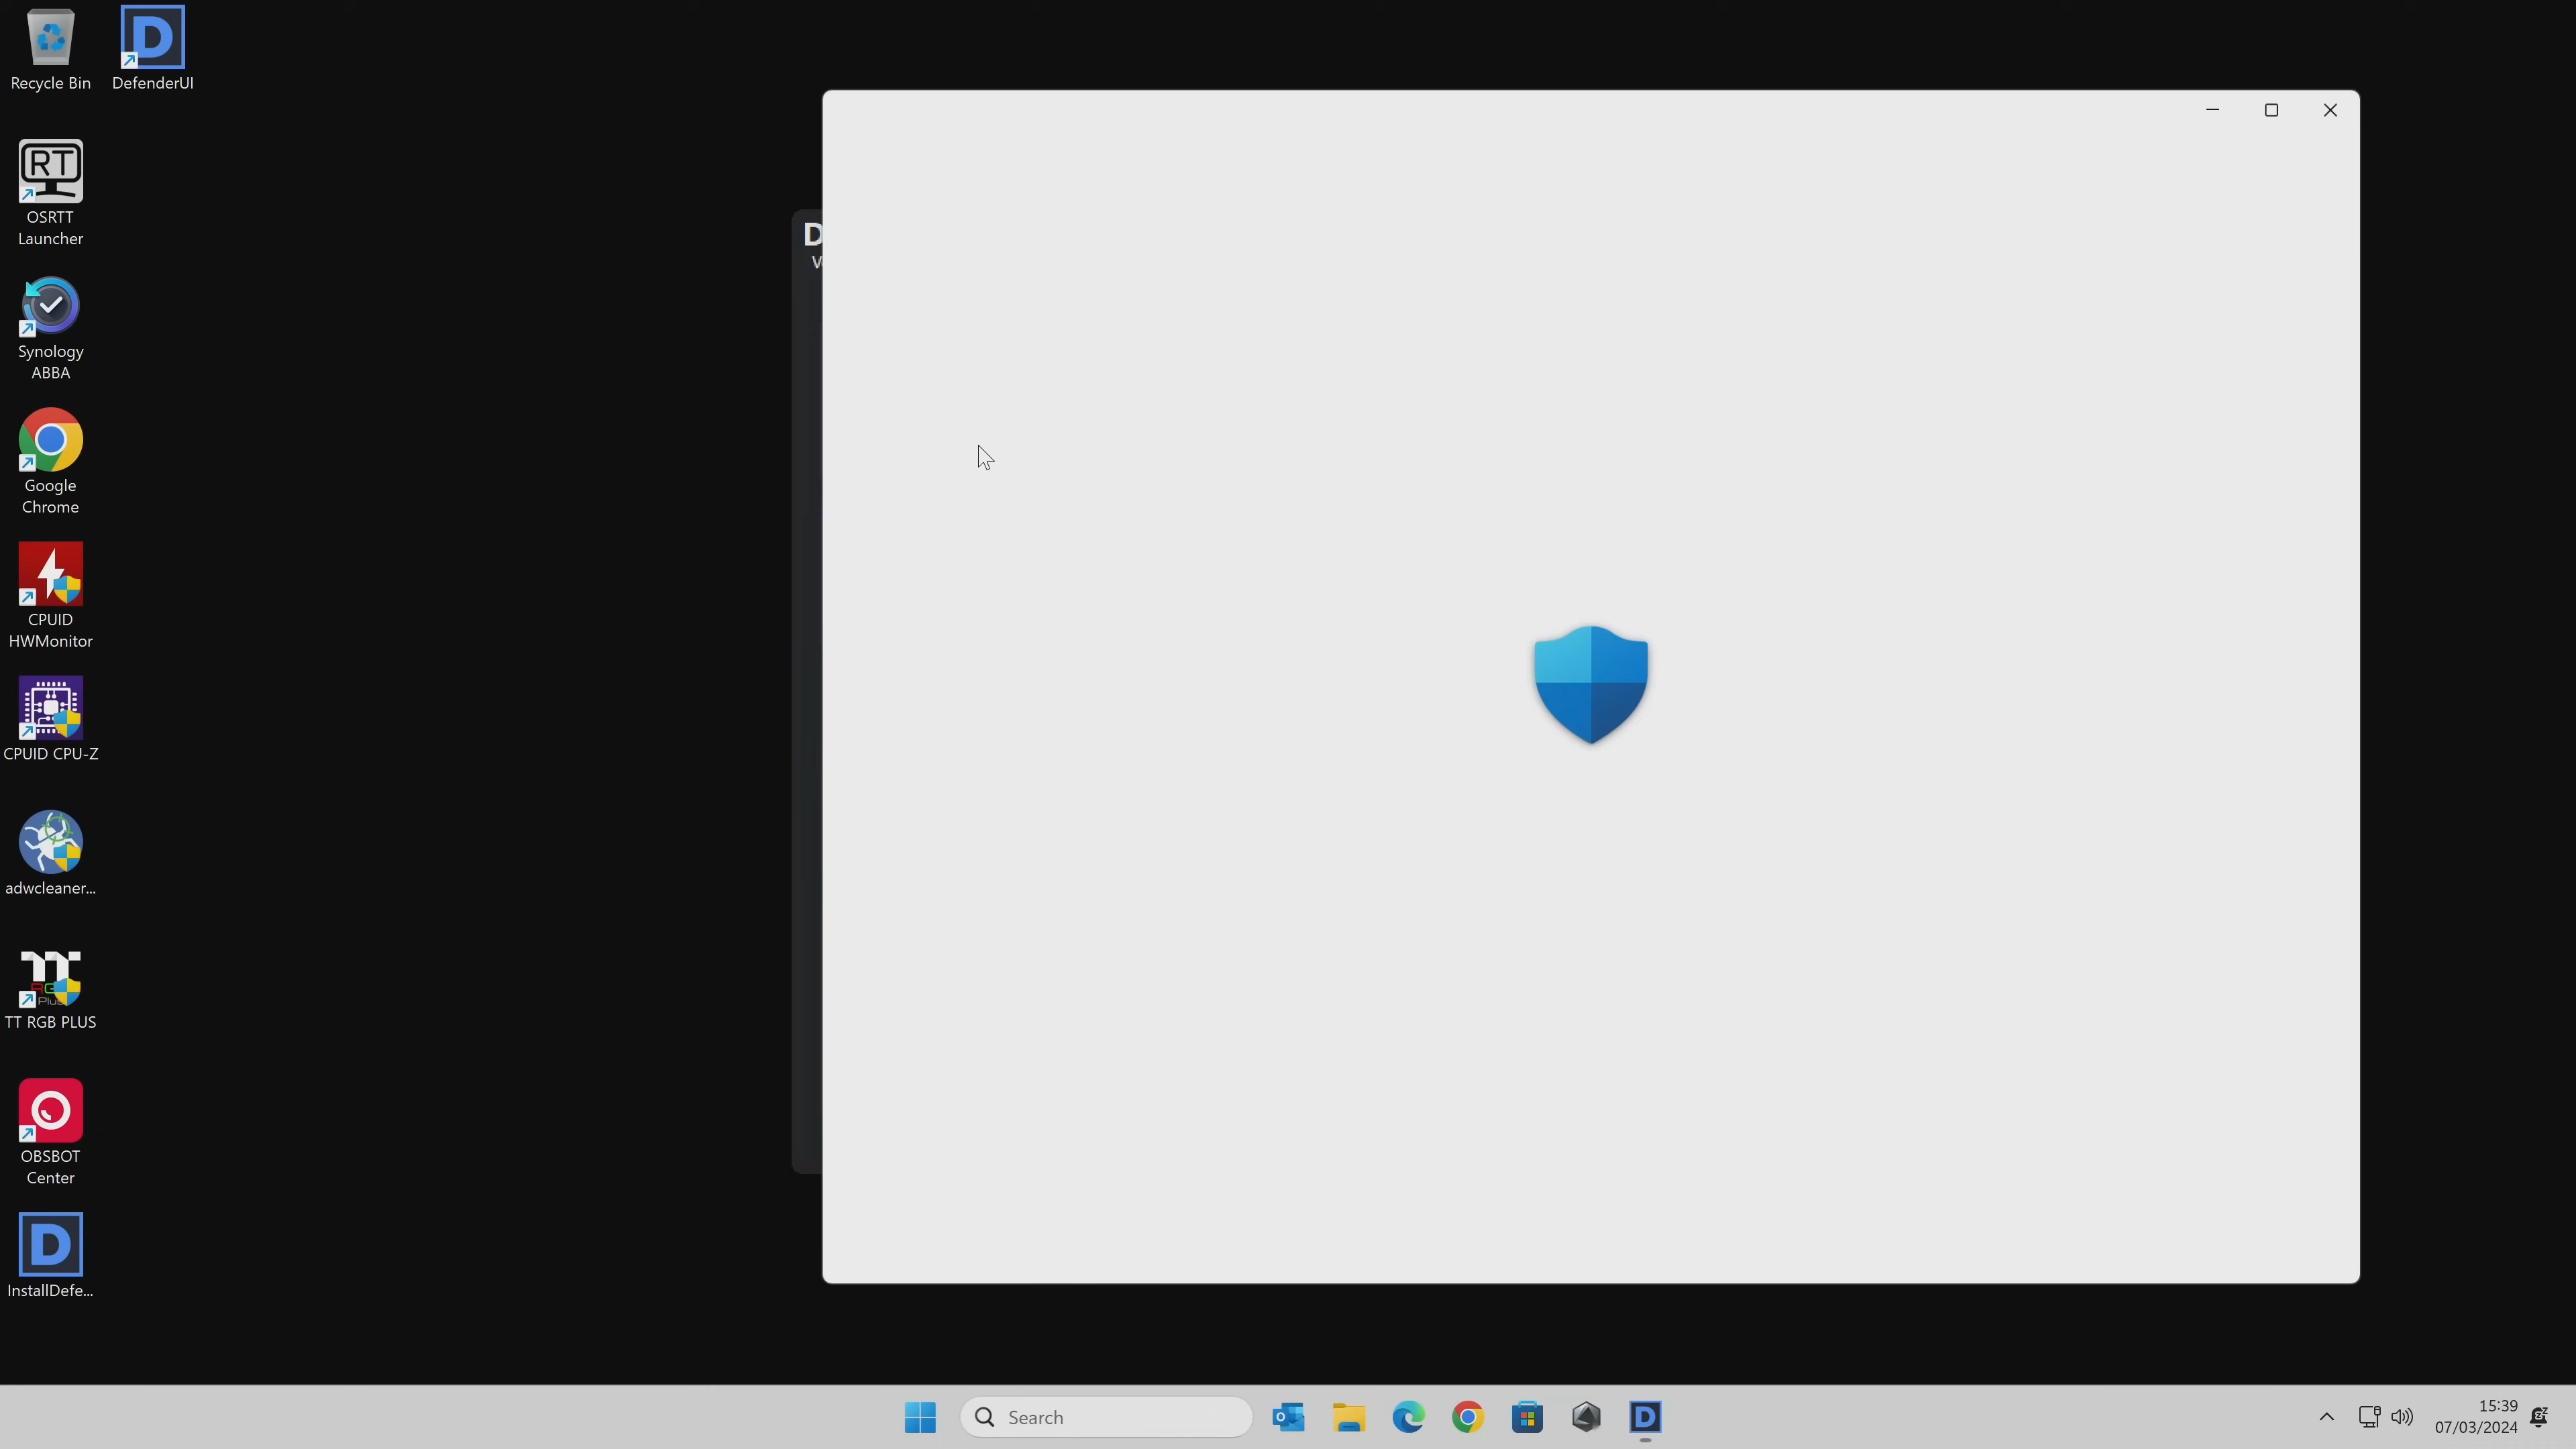 Recycle Bin
DefenderUI
OSRTT
Launcher
Synology
ABBA
Google
Chrome
CPUID
HWMonitor
CPUID CPU-Z
adwcleaner...
TT RGB PLUS
OBSBOT
Center
InstallDefe...
D
V
Search
15:39
07/03/2024